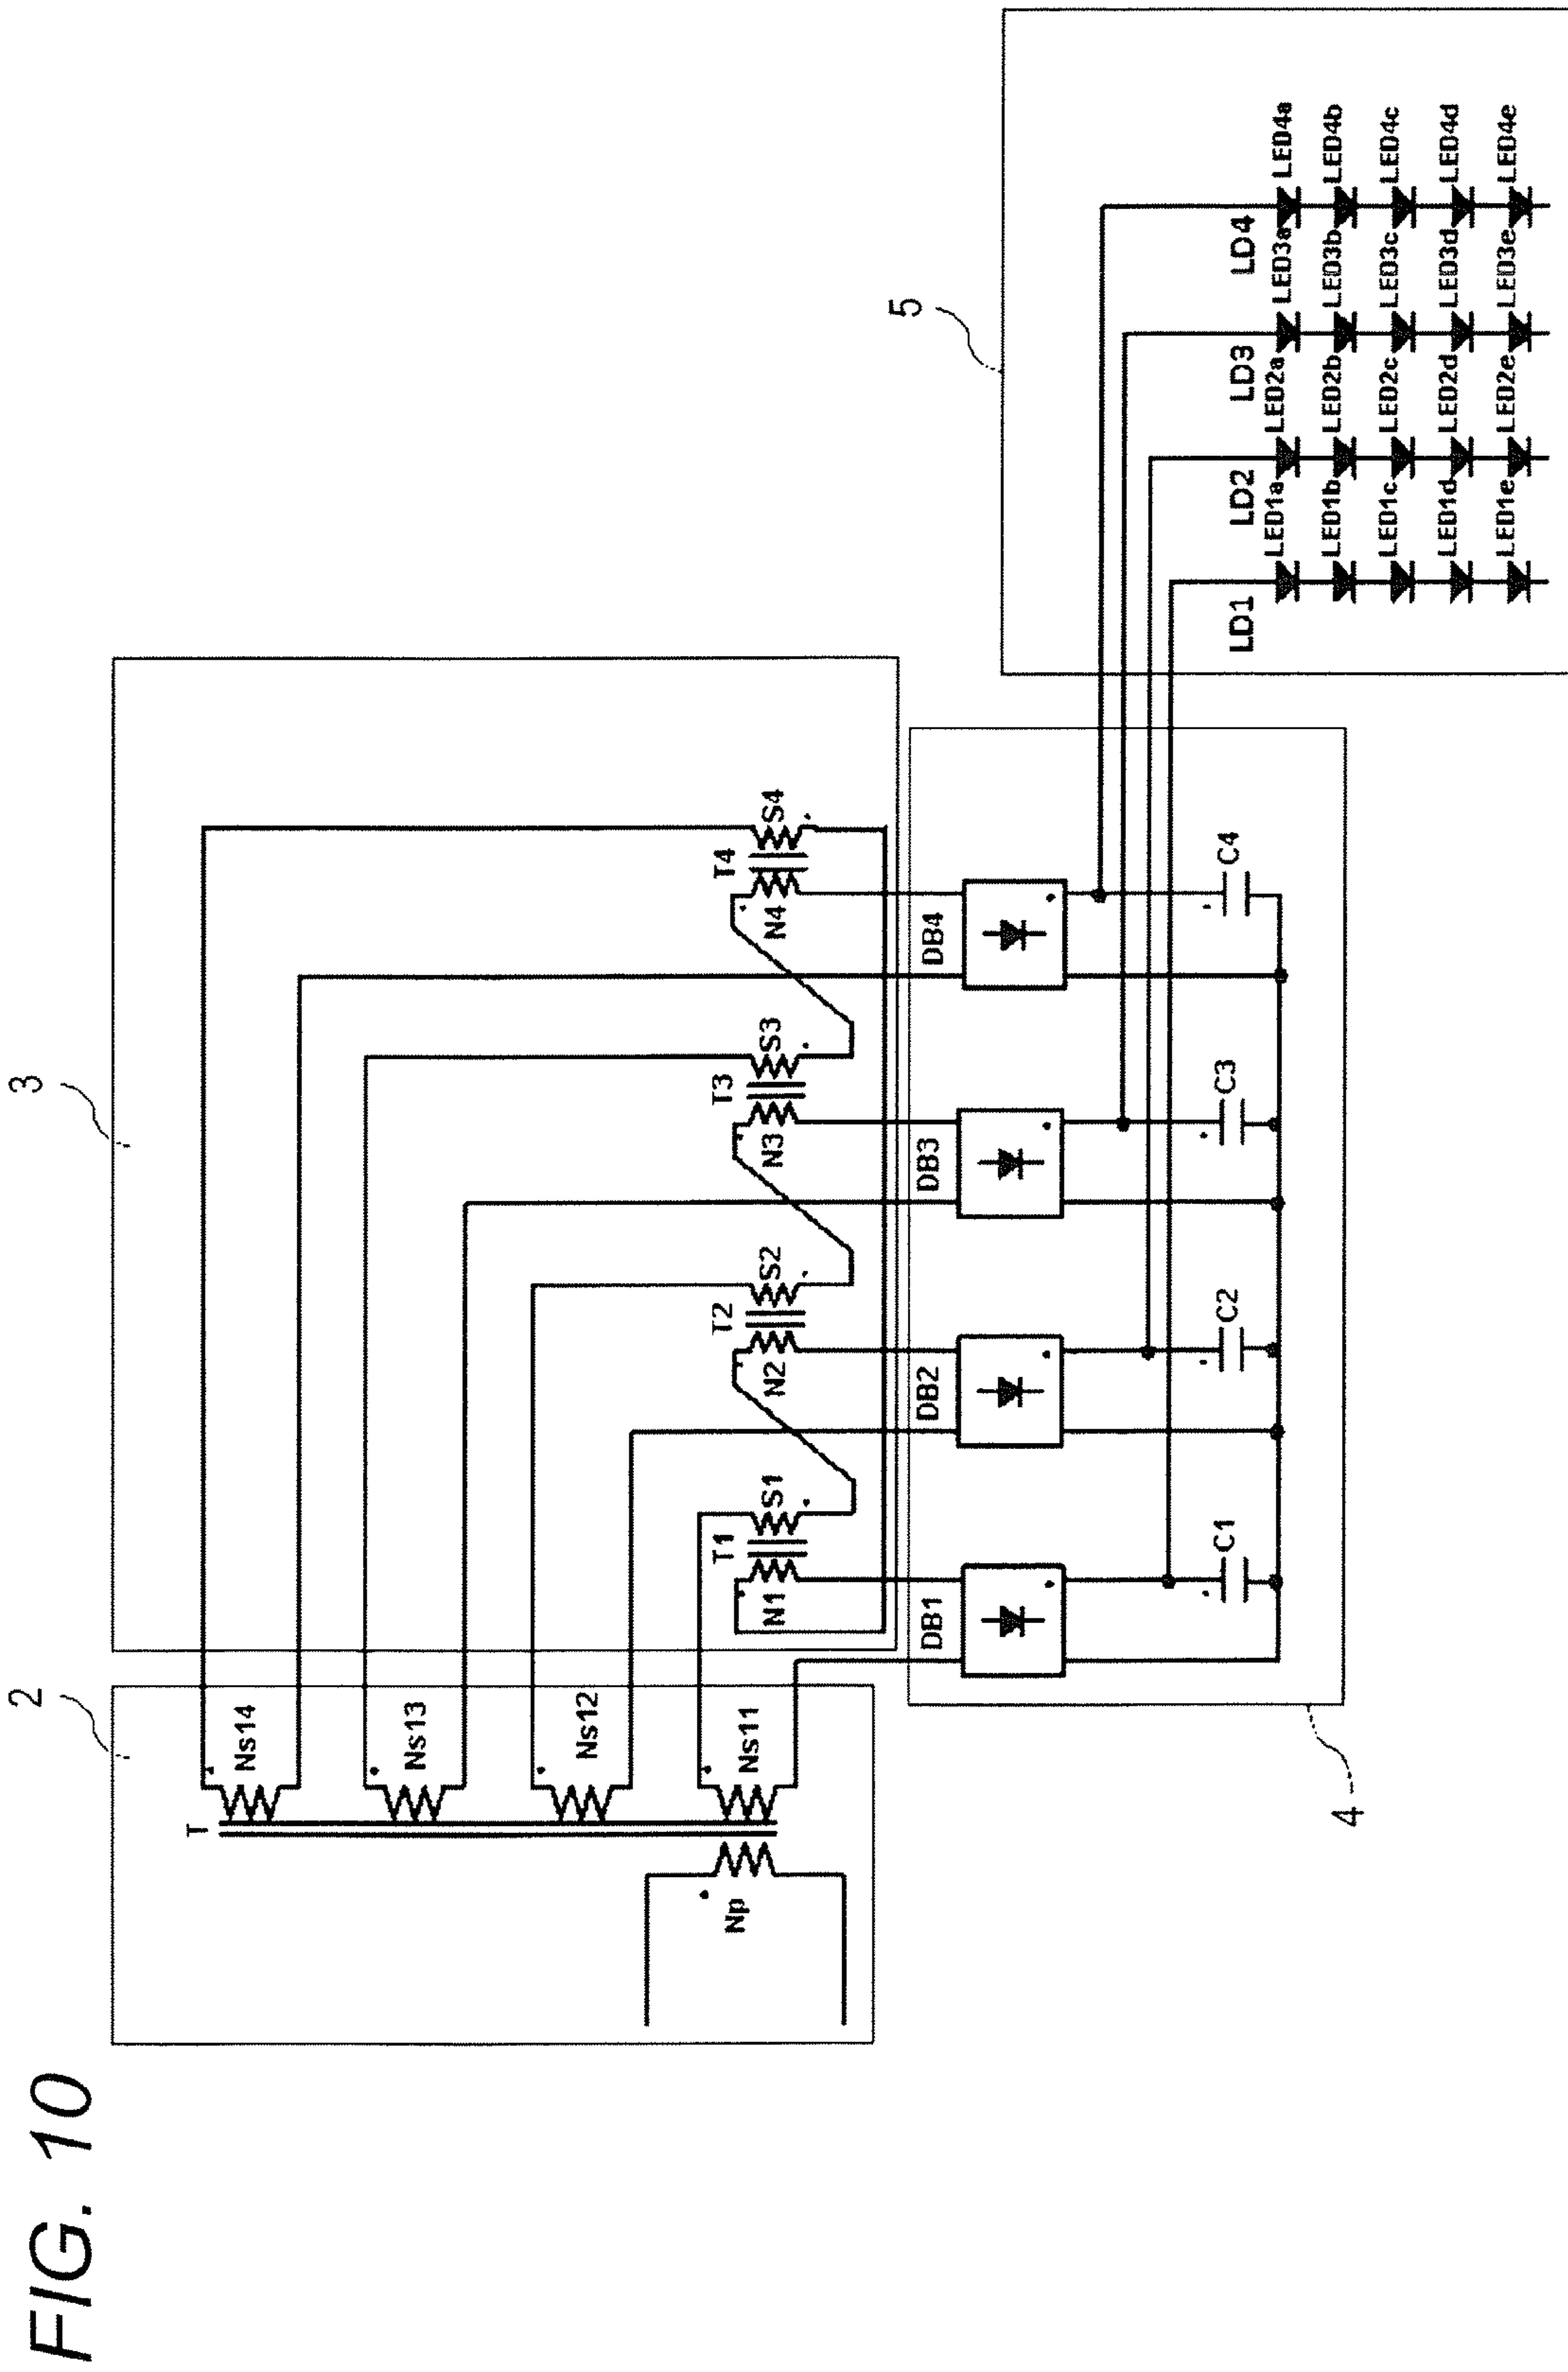 FIG. 10
2
3
5
4
T
Np
Ns14
Ns13
Ns12
Ns11
T1
N1
S1
T2
N2
S2
T3
N3
S3
T4
N4
S4
DB1
DB2
DB3
DB4
C1
C2
C3
C4
LD1
LD2
LD3
LD4
LED1a
LED2a
LED3a
LED4a
LED1b
LED2b
LED3b
LED4b
LED1c
LED2c
LED3c
LED4c
LED1d
LED2d
LED3d
LED4d
LED1e
LED2e
LED3e
LED4e